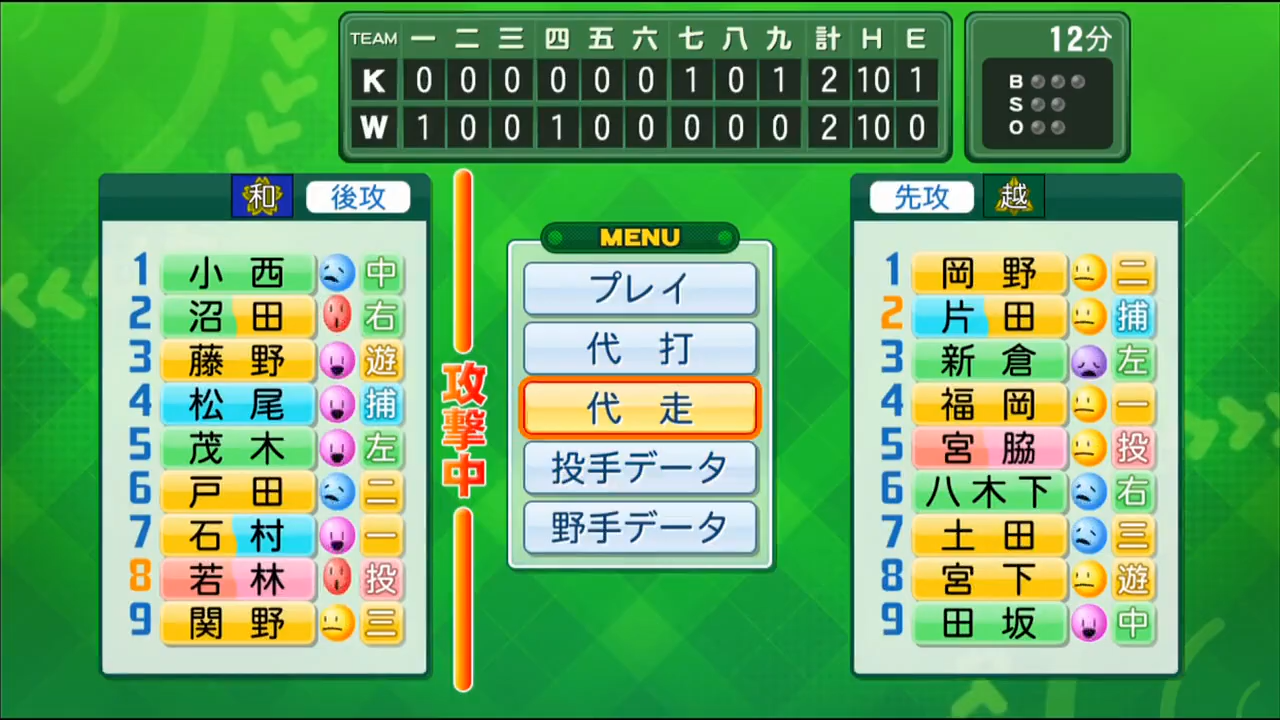 TEAM 一 二 三 四 五 六 七 八 九 計 H E
K 0 0 0 0 0 0 1 0 1 2 10 1
W 1 0 0 1 0 0 0 0 0 2 10 0
12分
B
S
O
和 後攻
1 小西 中
2 沼田 右
3 藤野 遊
4 松尾 捕
5 茂木 左
6 戸田 二
7 石村 一
8 若林 投
9 関野 三
攻撃中
MENU
プレイ
代打
代走
投手データ
野手データ
先攻 越
1 岡野 二
2 片田 捕
3 新倉 左
4 福岡 一
5 宮脇 投
6 八木下 右
7 土田 三
8 宮下 遊
9 田坂 中